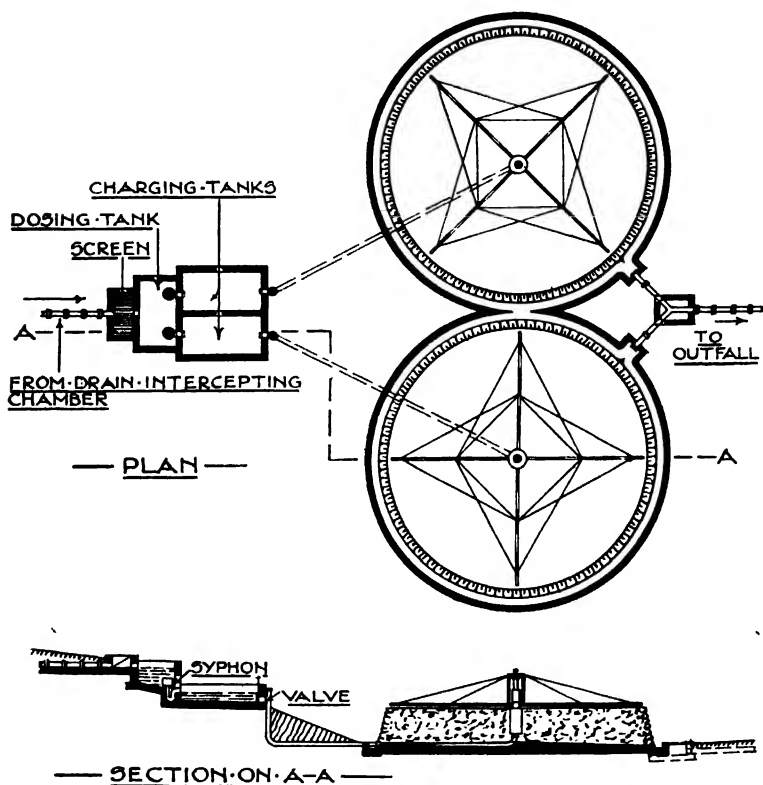 CHARGING·TANKS
DOSING·TANK
SCREEN
A
FROM·DRAIN·INTERCEPTING
CHAMBER
TO
OUTFALL
PLAN
A
SYPHON
VALVE
SECTION·ON·A-A